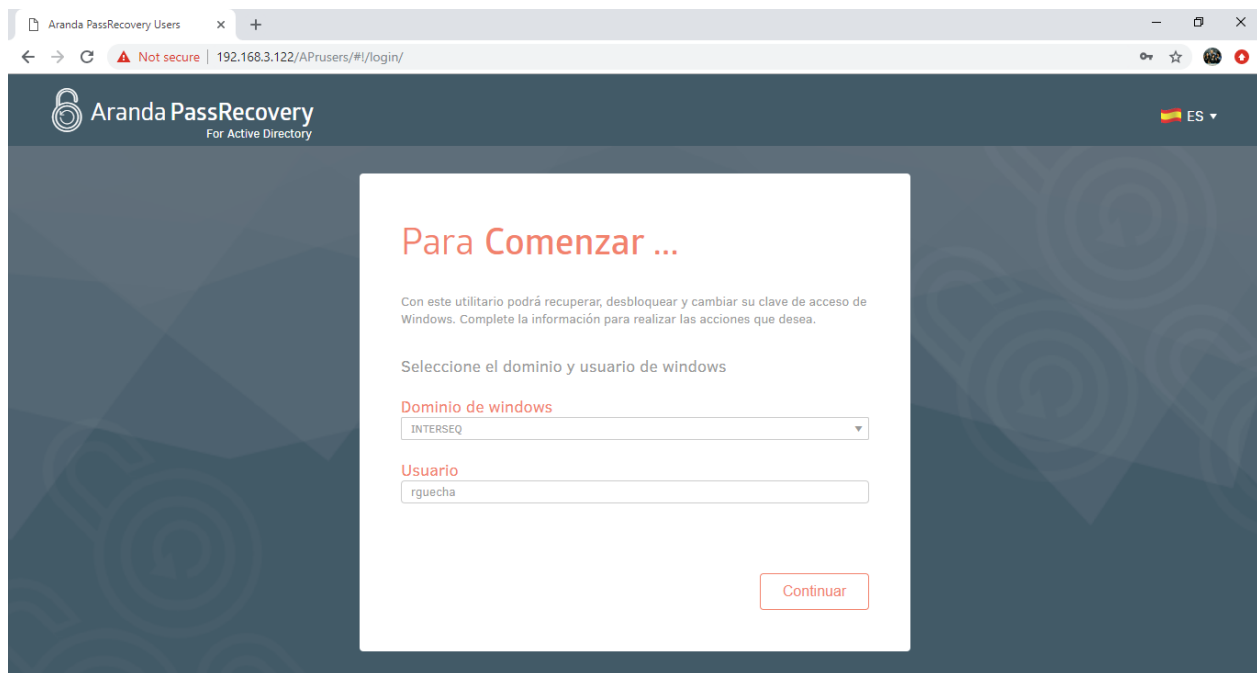 Aranda PassRecovery Users
Not secure | 192.168.3.122/APrusers/#!/login/
Aranda PassRecovery
For Active Directory
ES
Para Comenzar ...
Con este utilitario podrá recuperar, desbloquear y cambiar su clave de acceso de
Windows. Complete la información para realizar las acciones que desea.
Seleccione el dominio y usuario de windows
Dominio de windows
INTERSEQ
Usuario
rguecha
Continuar